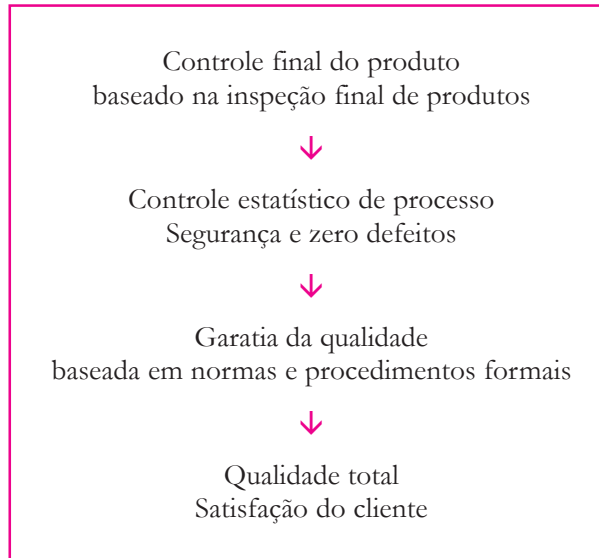 Controle final do produto
baseado na inspeção final de produtos
Controle estatístico de processo
Segurança e zero defeitos
Garatia da qualidade
baseada em normas e procedimentos formais
Qualidade total
Satisfação do cliente